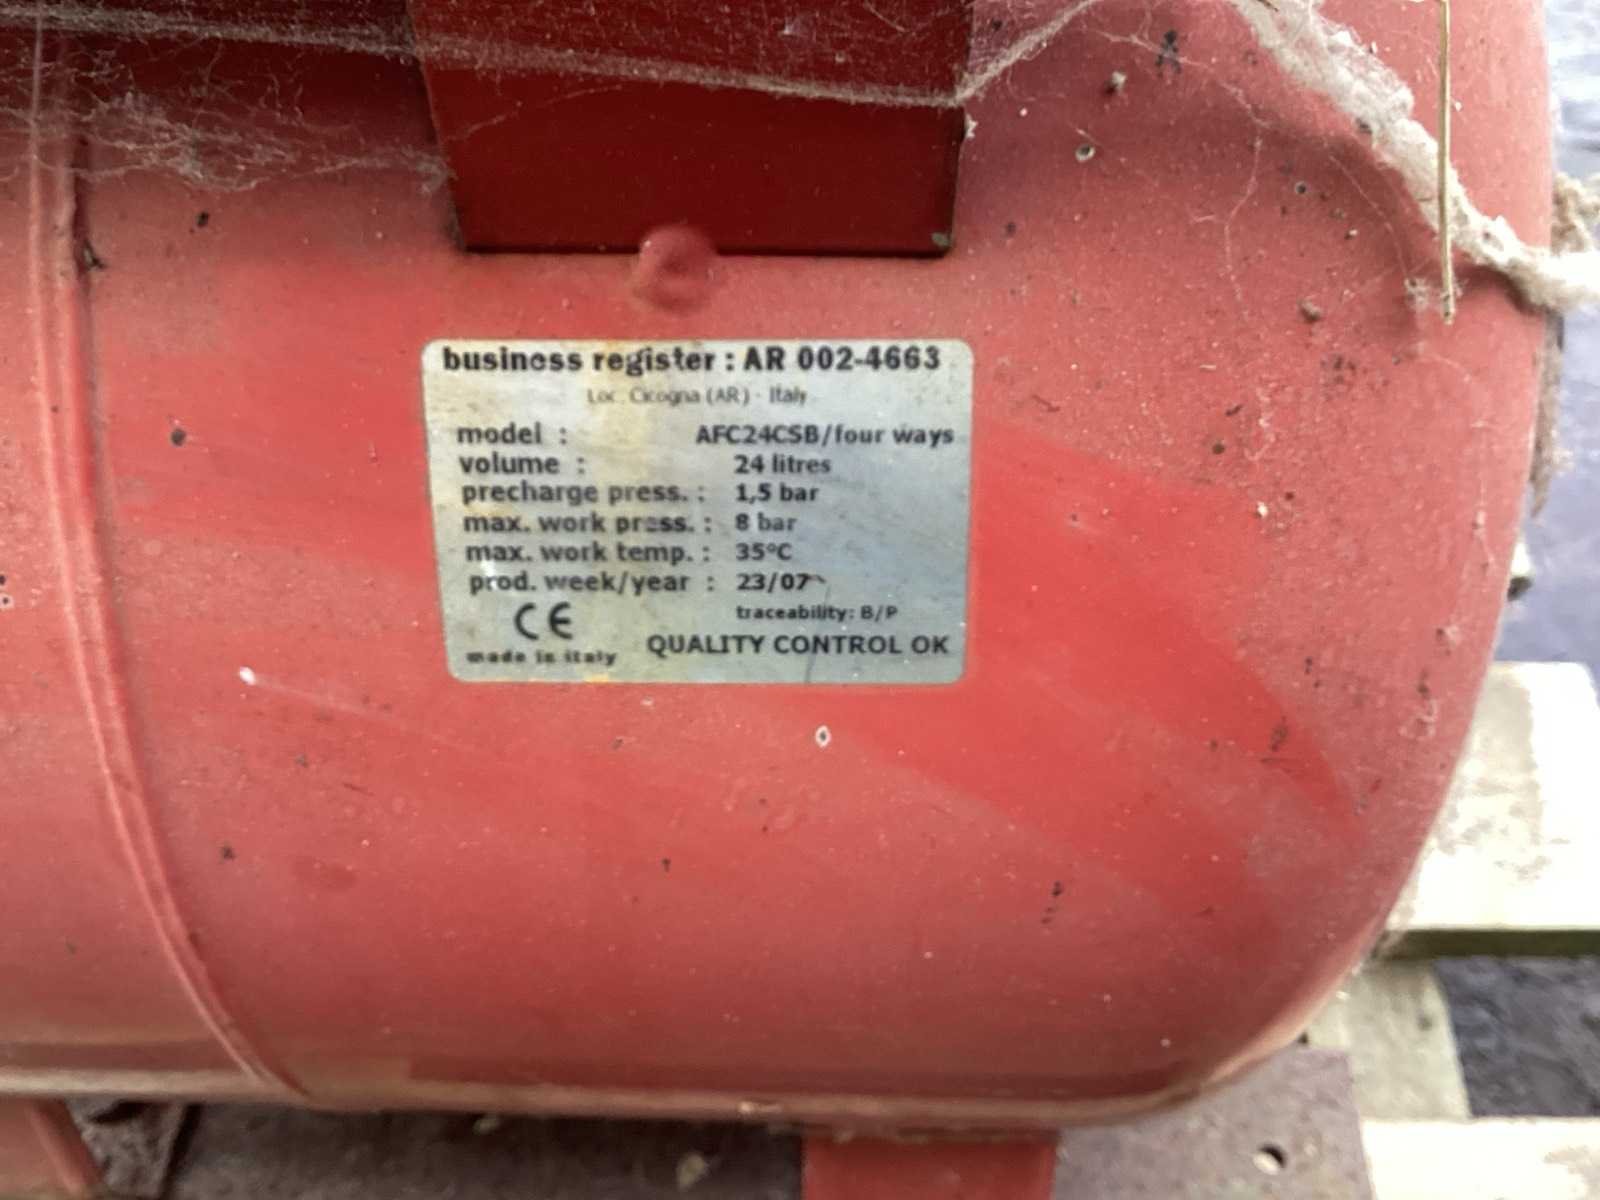 business register : AR 002-4663
Loc. Cicogna (AR) - Italy
model : AFC24CSB/four ways
volume : 24 litres
precharge press. : 1,5 bar
max. work press. : 8 bar
max. work temp. : 35°C
prod. week/year : 23/07
traceability: B/P
CE
QUALITY CONTROL OK
made in italy